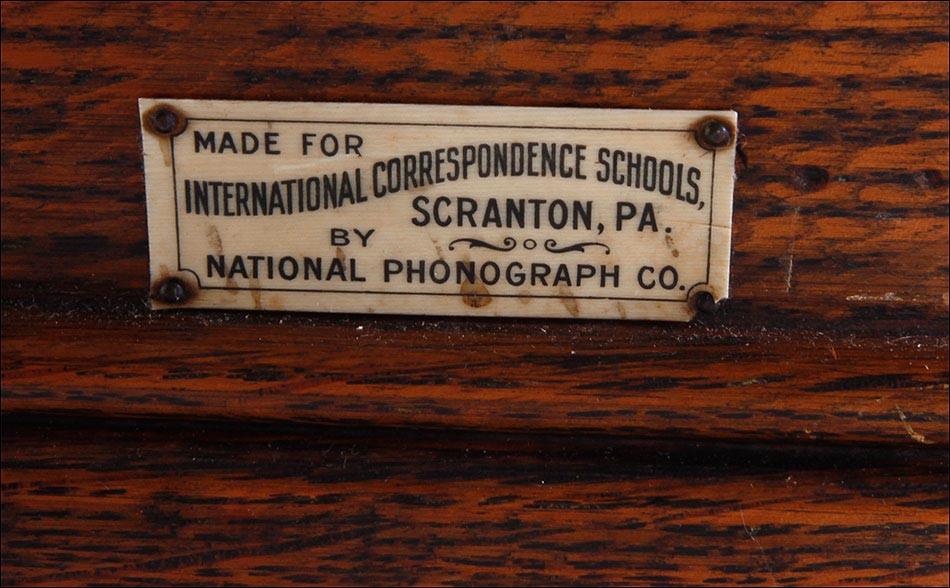 MADE FOR
INTERNATIONAL CORRESPONDENCE SCHOOLS,
SCRANTON, PA.
BY
NATIONAL PHONOGRAPH CO.